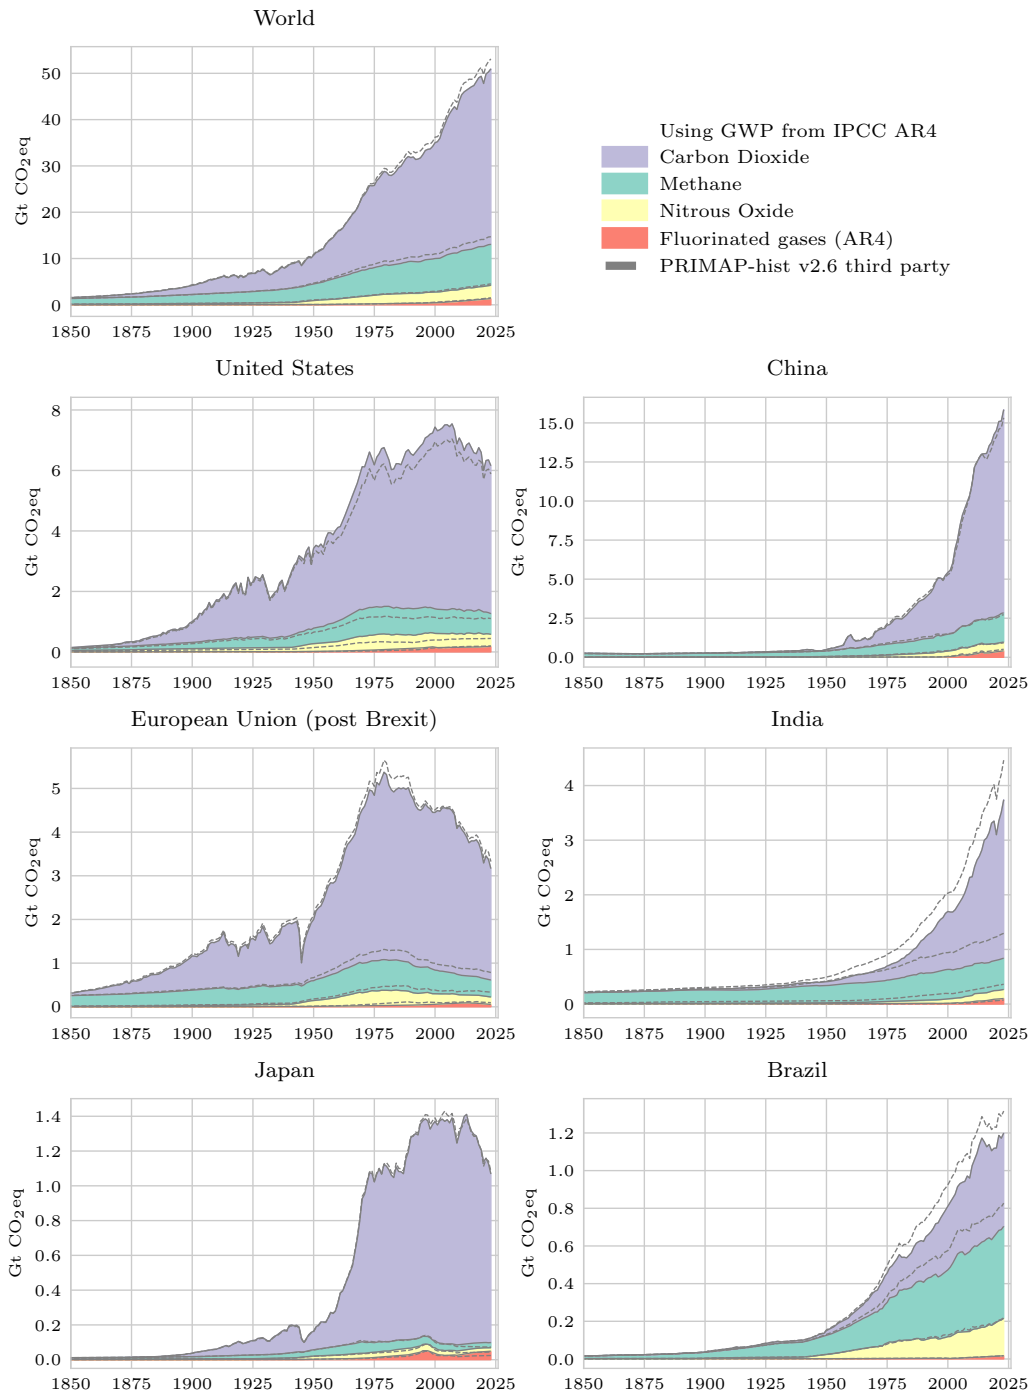 World
50
40
30
20
10
0
Gt CO2eq
1850 1875 1900 1925 1950 1975 2000 2025
Using GWP from IPCC AR4
Carbon Dioxide
Methane
Nitrous Oxide
Fluorinated gases (AR4)
PRIMAP-hist v2.6 third party
United States
8
6
4
2
0
Gt CO2eq
1850 1875 1900 1925 1950 1975 2000 2025
China
15.0
12.5
10.0
7.5
5.0
2.5
0.0
Gt CO2eq
1850 1875 1900 1925 1950 1975 2000 2025
European Union (post Brexit)
5
4
3
2
1
0
Gt CO2eq
1850 1875 1900 1925 1950 1975 2000 2025
India
4
3
2
1
0
Gt CO2eq
1850 1875 1900 1925 1950 1975 2000 2025
Japan
1.4
1.2
1.0
0.8
0.6
0.4
0.2
0.0
Gt CO2eq
1850 1875 1900 1925 1950 1975 2000 2025
Brazil
1.2
1.0
0.8
0.6
0.4
0.2
0.0
Gt CO2eq
1850 1875 1900 1925 1950 1975 2000 2025